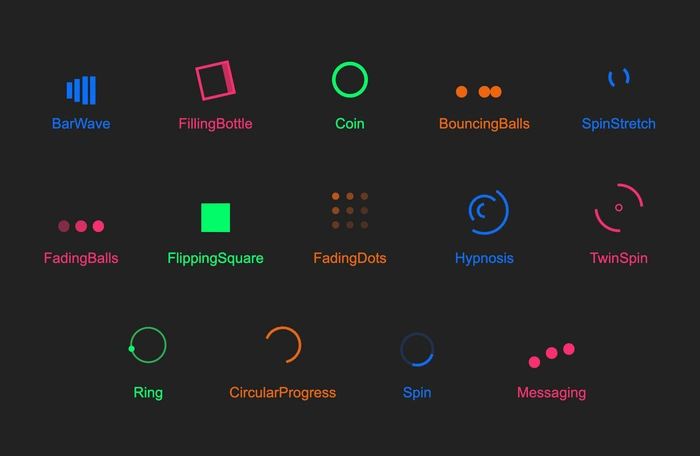 BarWave
FillingBottle
Coin
BouncingBalls
SpinStretch
FadingBalls
FlippingSquare
FadingDots
Hypnosis
TwinSpin
Ring
CircularProgress
Spin
Messaging